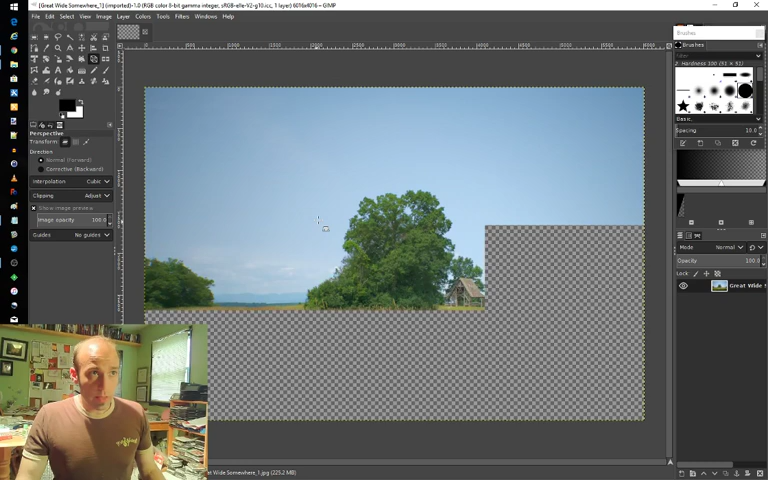 [Great Wide Somewhere_1] (imported)-1.0 (RGB color 8-bit gamma integer, sRGB-elle-V2-g10.icc, 1 layer) 6016x4016 – GIMP
File Edit Select View Image Layer Colors Tools Filters Windows Help
Brushes
Brushes
Filter
2. Hardness 100 (51 × 51)
Basic,
Spacing 10.0
Perspective
Transform:
Direction
Normal (Forward)
Corrective (Backward)
Interpolation Cubic
Clipping Adjust
Show image preview
Image opacity 100.0
Guides No guides
Mode Normal
Opacity 100.0
Lock:
Great Wide
at Wide Somewhere_1.jpg (225.2 MB)